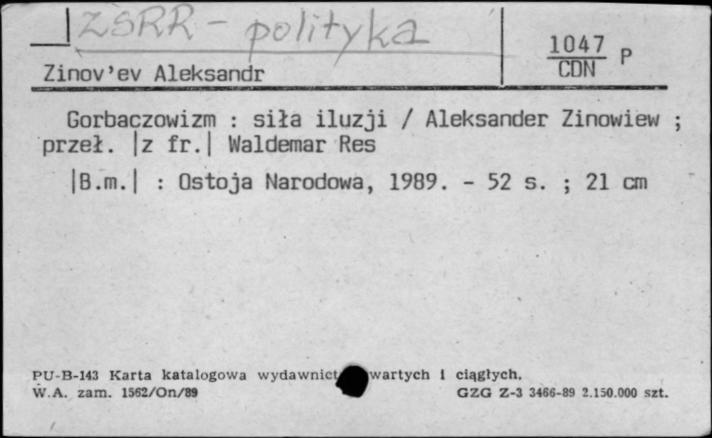 ZSRR - polityka
1047 P
CDN
Zinov'ev Aleksandr
Gorbaczowizm : siła iluzji / Aleksander Zinowiew ;
przeł. |z fr.| Waldemar Res
|B.m.| : Ostoja Narodowa, 1989. - 52 s. ; 21 cm
PU-B-143 Karta katalogowa wydawnict wartych i ciągłych.
W.A. zam. 1562/On/89 GZG Z-3 3466-89 2.150.000 szt.